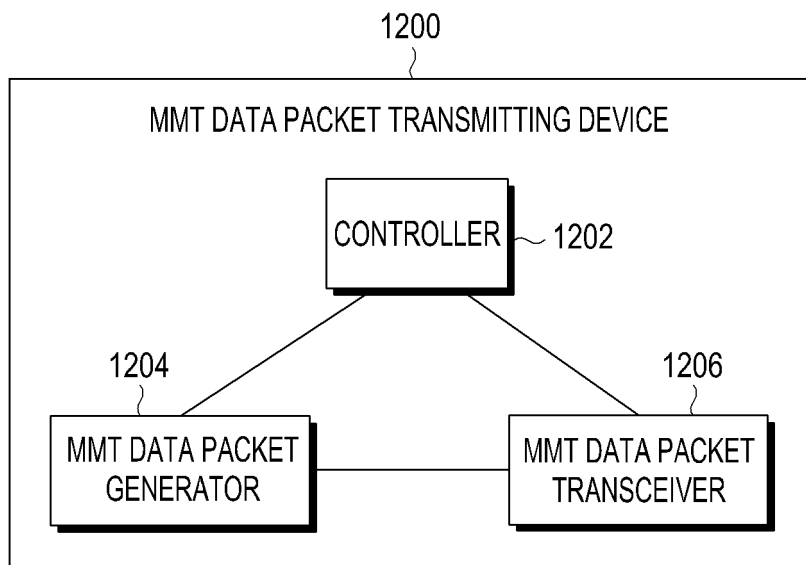 1200
MMT DATA PACKET TRANSMITTING DEVICE
CONTROLLER
1202
1204
1206
MMT DATA PACKET
GENERATOR
MMT DATA PACKET
TRANSCEIVER